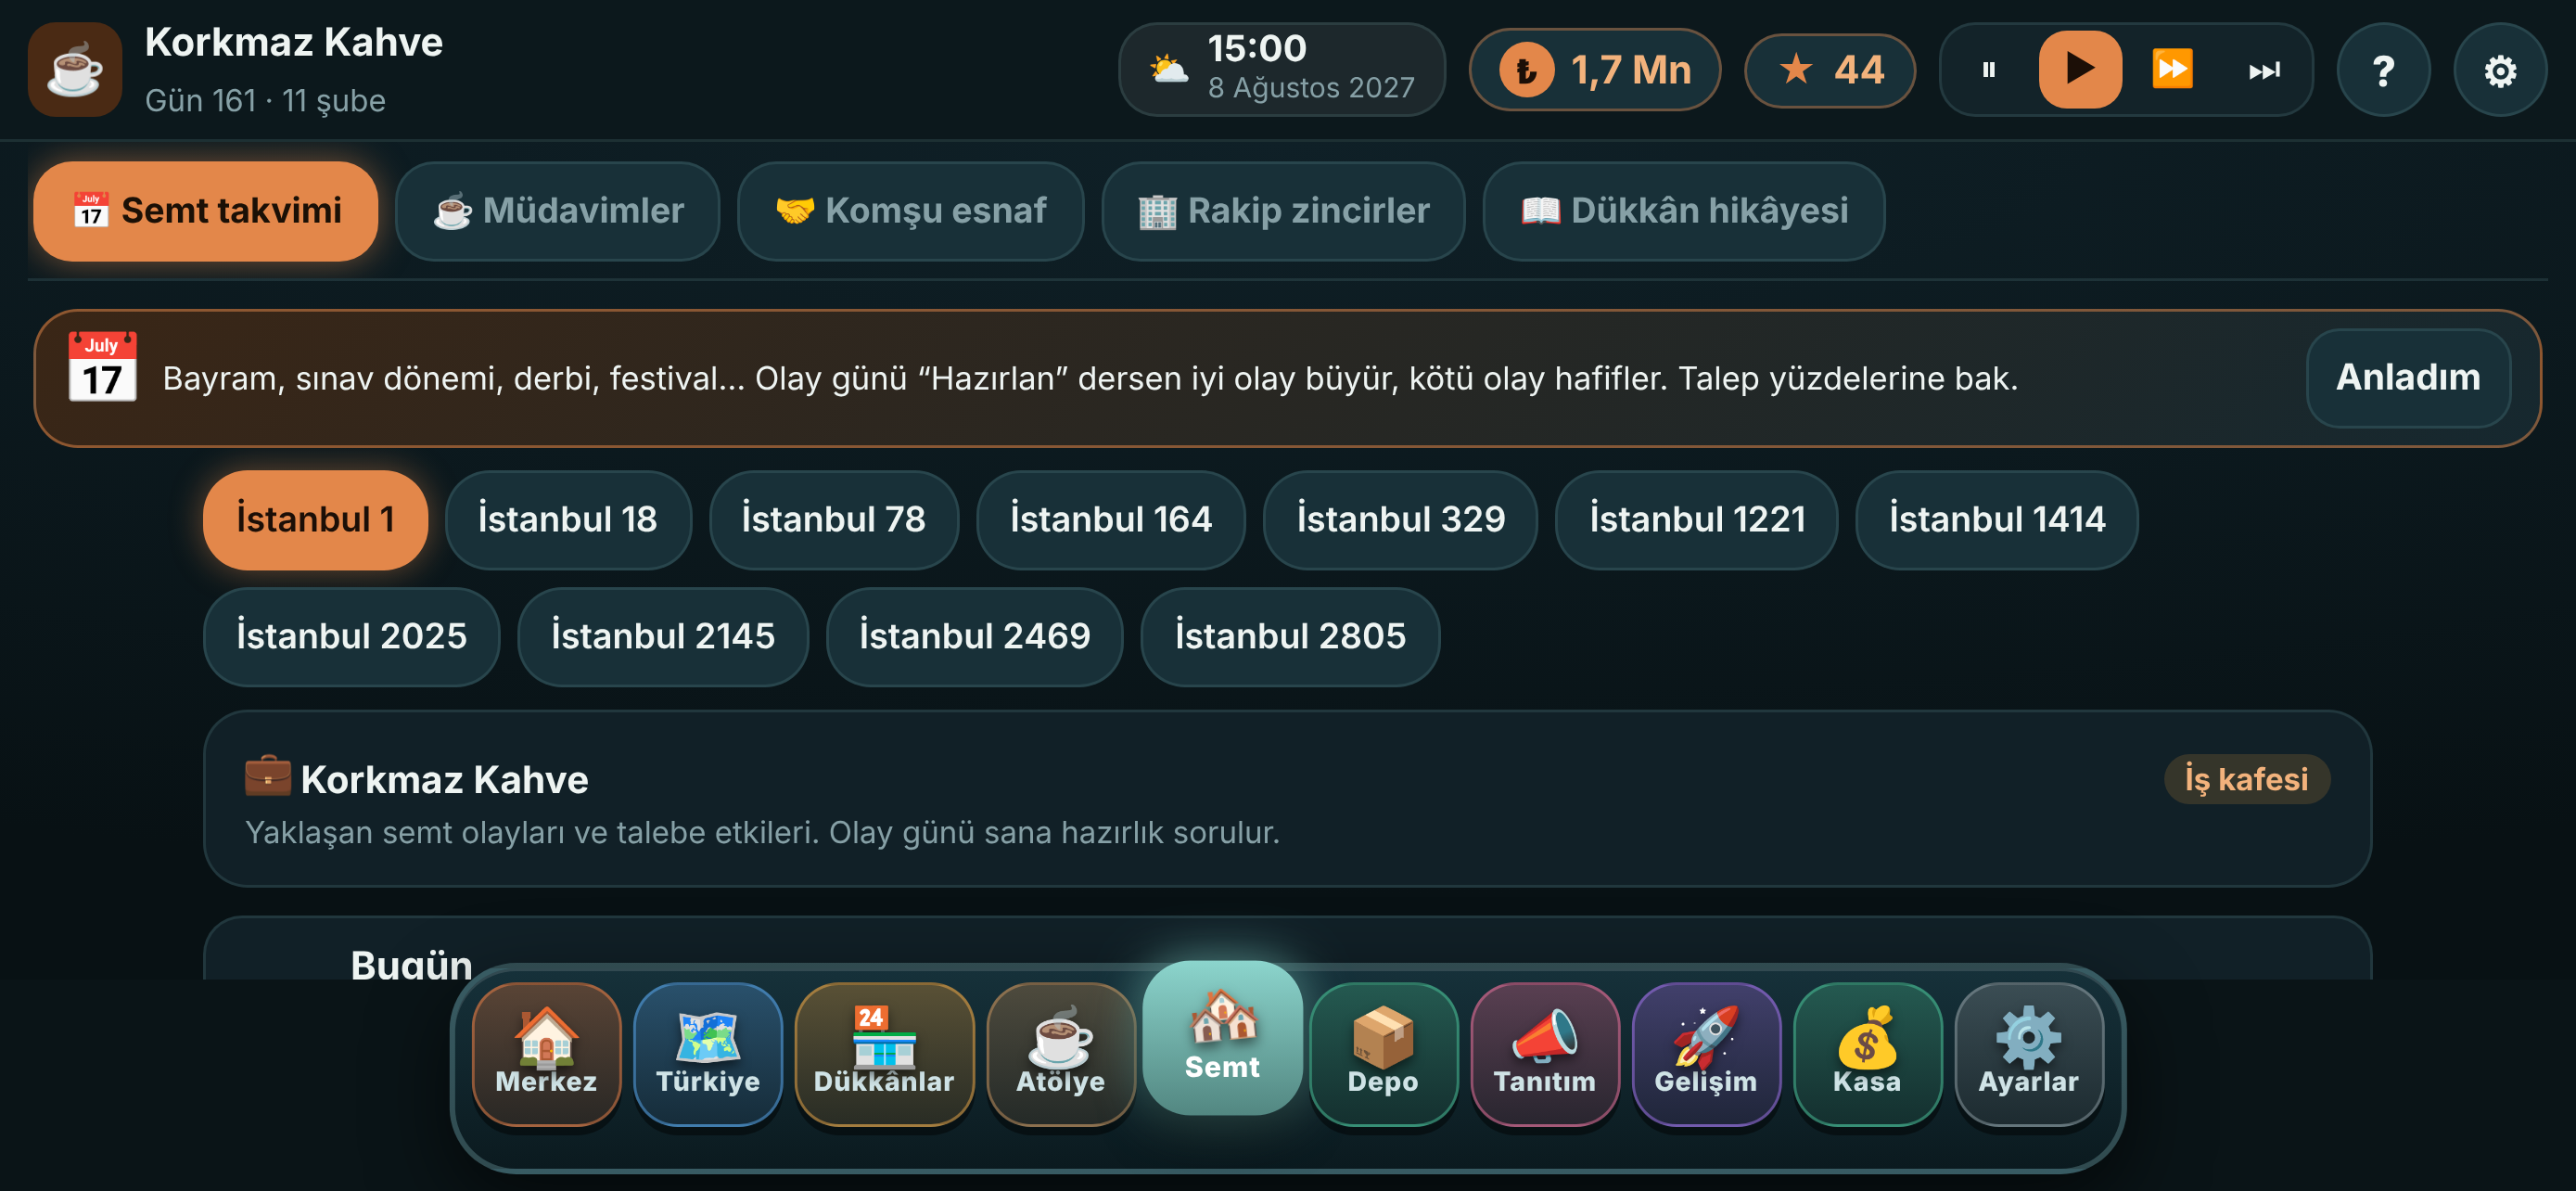 Korkmaz Kahve
Gün 161 · 11 şube
15:00
8 Ağustos 2027
₺ 1,7 Mn
★ 44
?
July 17 Semt takvimi
Müdavimler
Komşu esnaf
Rakip zincirler
Dükkân hikâyesi
July
17
Bayram, sınav dönemi, derbi, festival… Olay günü “Hazırlan” dersen iyi olay büyür, kötü olay hafifler. Talep yüzdelerine bak.
Anladım
İstanbul 1
İstanbul 18
İstanbul 78
İstanbul 164
İstanbul 329
İstanbul 1221
İstanbul 1414
İstanbul 2025
İstanbul 2145
İstanbul 2469
İstanbul 2805
Korkmaz Kahve
İş kafesi
Yaklaşan semt olayları ve talebe etkileri. Olay günü sana hazırlık sorulur.
Bugün
24
Merkez
Türkiye
Dükkânlar
Atölye
Semt
Depo
Tanıtım
Gelişim
Kasa
Ayarlar